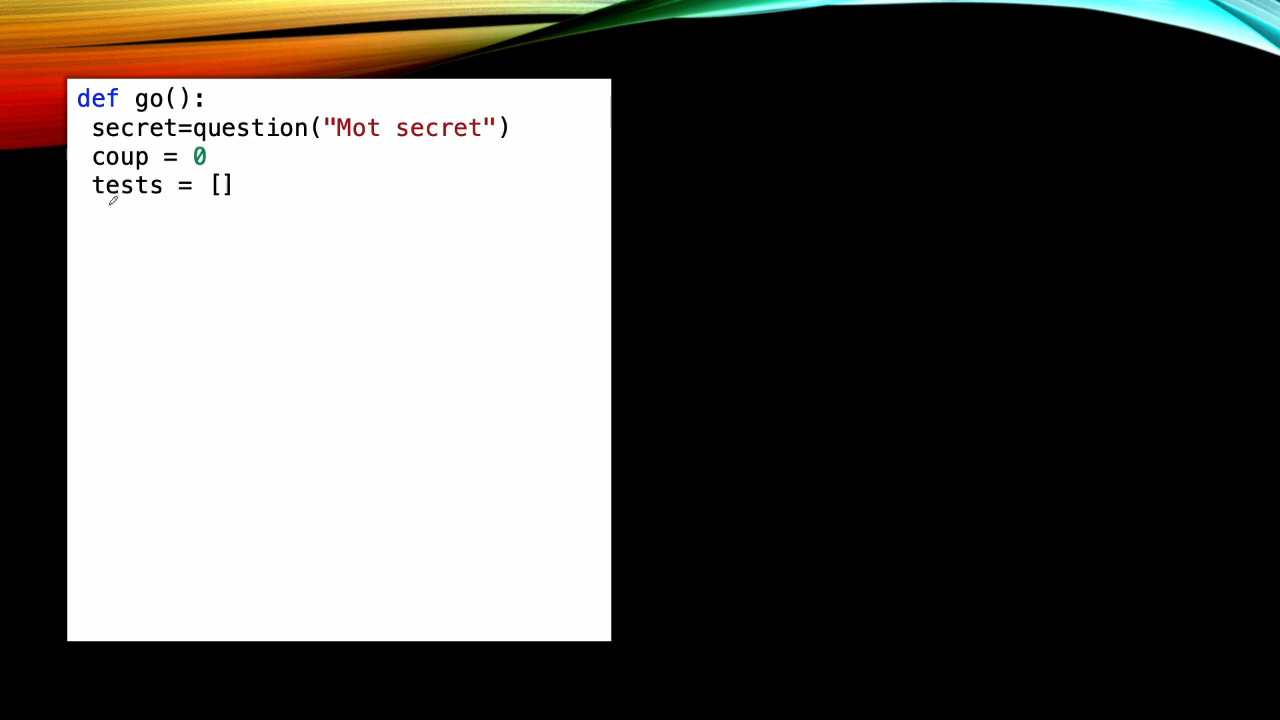 def go():
 secret=question("Mot secret")
 coup = 0
 tests = []